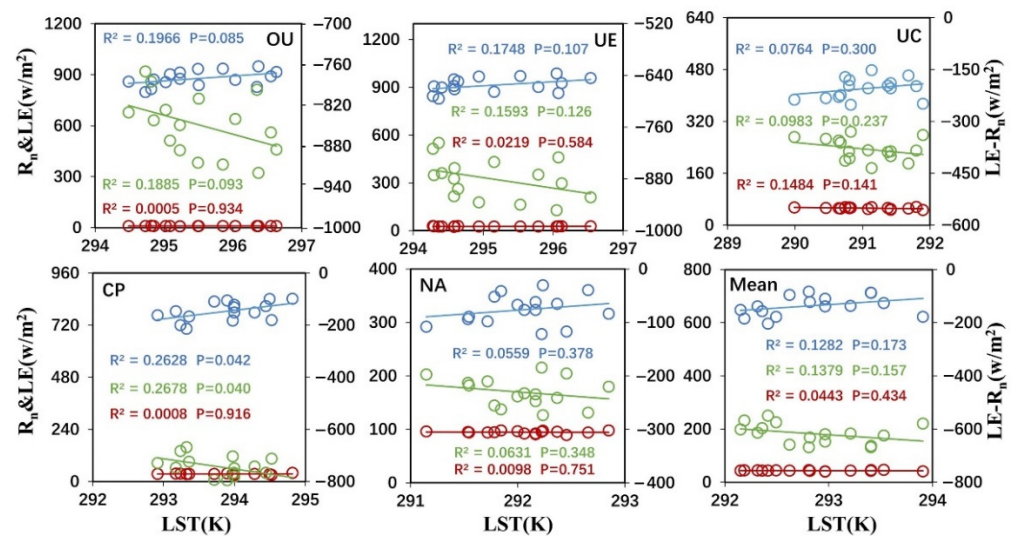 1200 −700 1300 −520 0
R² = 0.1966 P=0.085 OU R² = 0.1748 P=0.107 UE R² = 0.0764 P=0.300 UC
640 −760 −640 −150
900 −820 900 −760 480 −300
R² = 0.1593 P=0.126 R² = 0.0983 P=0.0.237
600 −880 600 320 −450
Rₙ&LE(w/m²) R² = 0.0219 P=0.584 LE-Rₙ(w/m²)
R² = 0.1885 P=0.093 R² = 0.1484 P=0.141
300 −940 300 −880 160 −600
R² = 0.0005 P=0.934
0 −1000 0 −1000 0
294 295 296 297 294 295 296 297 289 290 291 292
960 0 400 0 800 0
CP NA Mean
720 −200 300 −100 600 −200
R² = 0.2628 P=0.042 R² = 0.0559 P=0.378 R² = 0.1282 P=0.173
480 R² = 0.2678 P=0.040 −400 200 −200 400 R² = 0.1379 P=0.157 −400
Rₙ&LE(w/m²) R² = 0.0008 P=0.916 R² = 0.0443 P=0.434 LE-Rₙ(w/m²)
240 −600 100 −300 200 −600
R² = 0.0631 P=0.348
R² = 0.0098 P=0.751
0 −800 0 −400 0 −800
292 293 294 295 291 292 293 292 293 294
LST(K) LST(K) LST(K)